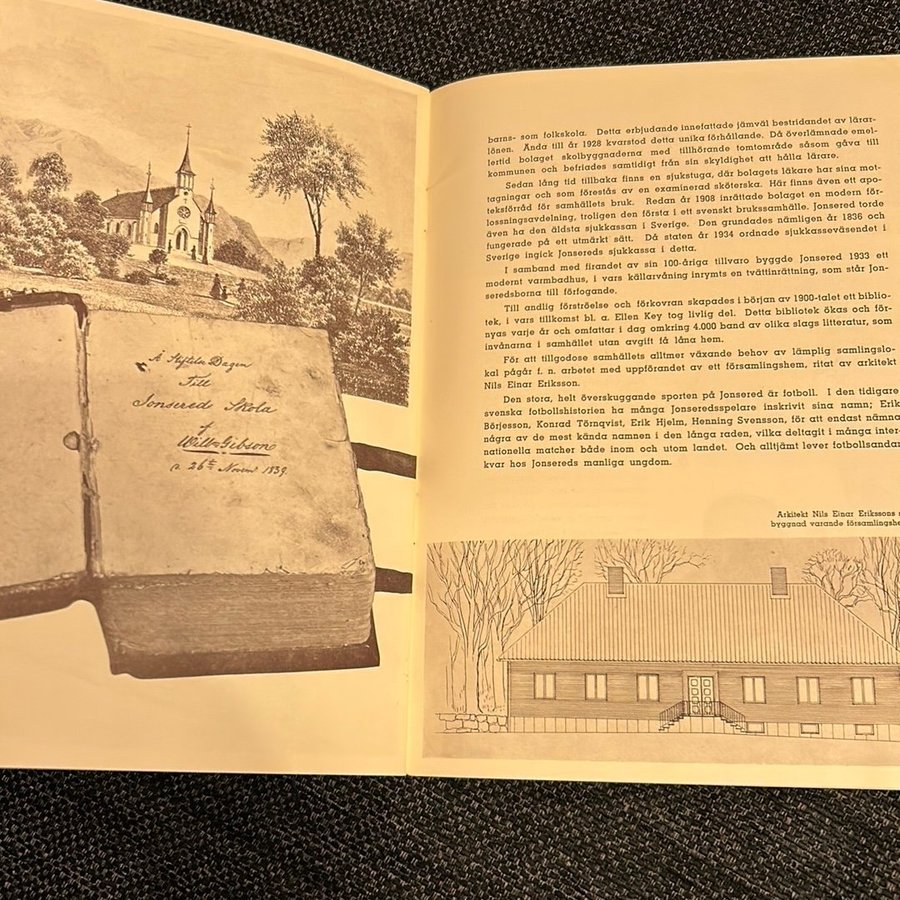 Å Stiftelse Dagen
Till
Jonsered Skola
af
Willm Gibson
d. 26te Novem 1839.
barns- som folkskola. Detta erbjudande innefattade jämväl bestridandet av lärar-
lönen. Ända till år 1928 kvarstod detta unika förhållande. Då överlämnade emel-
lertid bolaget skolbyggnaderna med tillhörande tomtområde såsom gåva till
kommunen och befriades samtidigt från sin skyldighet att hålla lärare.
Sedan lång tid tillbaka finns en sjukstuga, där bolagets läkare har sina mot-
tagningar och som förestås av en examinerad sköterska. Här finns även ett apo-
teksförråd för samhällets bruk. Redan år 1908 inrättade bolaget en modern för-
lossningsavdelning, troligen den första i ett svenskt brukssamhälle. Jonsered torde
även ha den äldsta sjukkassan i Sverige. Den grundades nämligen år 1836 och
fungerade på ett utmärkt sätt. Då staten år 1934 ordnade sjukkasseväsendet i
Sverige ingick Jonsereds sjukkassa i detta.
I samband med firandet av sin 100-åriga tillvaro byggde Jonsered 1933 ett
modernt varmbadhus, i vars källarvåning inrymts en tvättinrättning, som står Jon-
seredsborna till förfogande.
Till andlig förströelse och förkovran skapades i början av 1900-talet ett biblio-
tek, i vars tillkomst bl. a. Ellen Key tog livlig del. Detta bibliotek ökas och för-
nyas varje år och omfattar i dag omkring 4.000 band av olika slags litteratur, som
invånarna i samhället utan avgift få låna hem.
För att tillgodose samhällets alltmer växande behov av lämplig samlingslo-
kal pågår f. n. arbetet med uppförandet av ett församlingshem, ritat av arkitekt
Nils Einar Eriksson.
Den stora, helt överskuggande sporten på Jonsered är fotboll. I den tidigare
svenska fotbollshistorien ha många Jonseredsspelare inskrivit sina namn; Erik
Börjesson, Konrad Törnqvist, Erik Hjelm, Henning Svensson, för att endast nämna
några av de mest kända namnen i den långa raden, vilka deltagit i många inter-
nationella matcher både inom och utom landet. Och alltjämt lever fotbollsandan
kvar hos Jonsereds manliga ungdom.
Arkitekt Nils Einar Erikssons
byggnad varande församlingshe